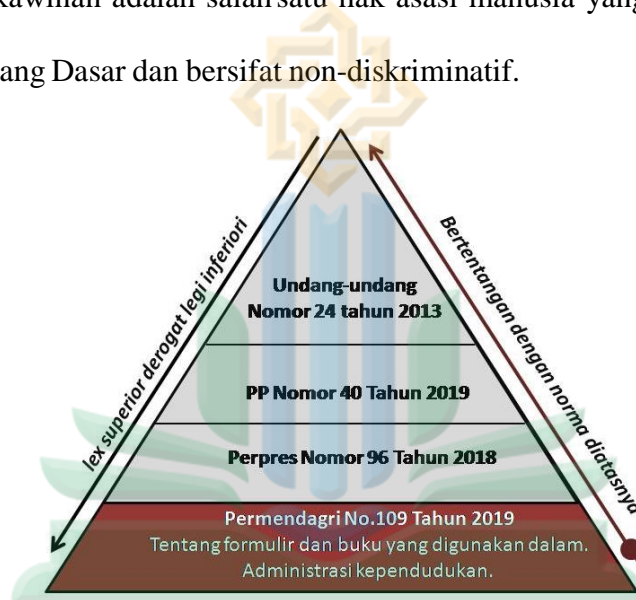 kawinan adalah salah satu hak asasi manusia yang
ang Dasar dan bersifat non-diskriminatif.
lex superior derogat legi inferiori
Bertentangan dengan norma diatasnya
Undang-undang
Nomor 24 tahun 2013
PP Nomor 40 Tahun 2019
Perpres Nomor 96 Tahun 2018
Permendagri No.109 Tahun 2019
Tentang formulir dan buku yang digunakan dalam.
Administrasi kependudukan.